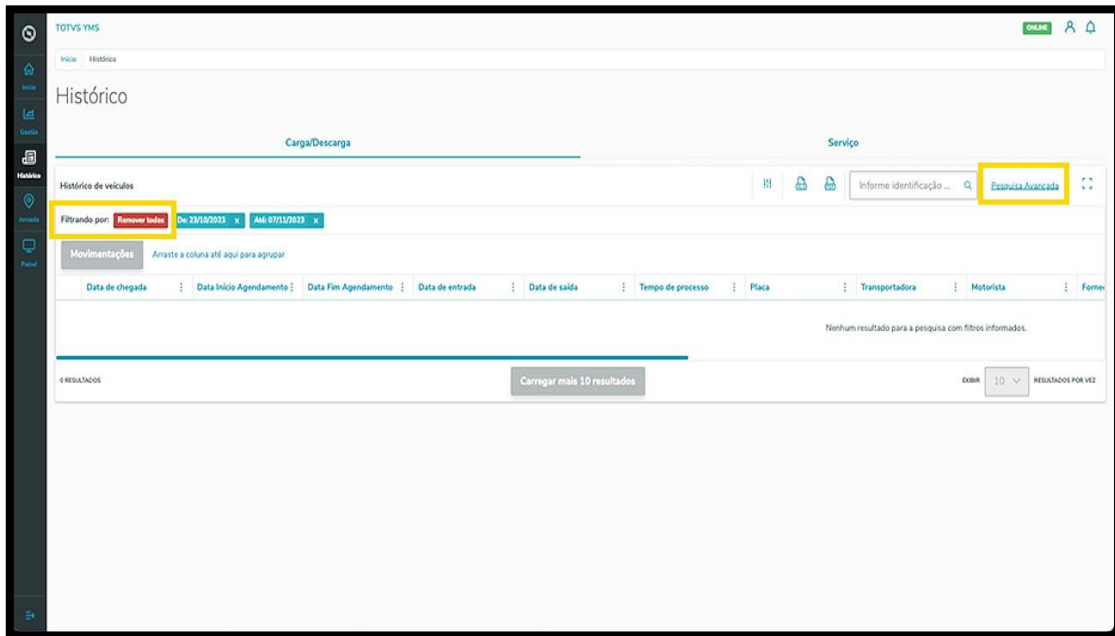 TOTVS YMS
ONLINE
Início Histórico
Início
Histórico
Gestão
Carga/Descarga Serviço
Histórico
Histórico de veículos Informe identificação ... Pesquisa Avançada
Jornada
Filtrando por: Remover todos De: 23/10/2023 x Até: 07/11/2023 x
Painel
Movimentações Arraste a coluna até aqui para agrupar
Data de chegada Data Início Agendamento Data Fim Agendamento Data de entrada Data de saída Tempo de processo Placa Transportadora Motorista Forne
Nenhum resultado para a pesquisa com filtros informados.
0 RESULTADOS Carregar mais 10 resultados EXIBIR 10 RESULTADOS POR VEZ